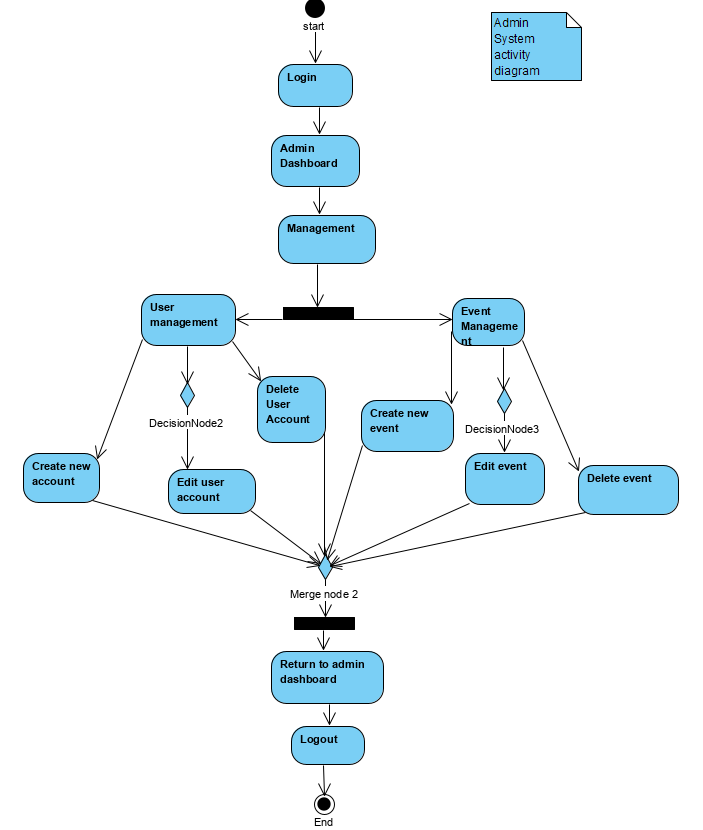 start
Admin
System
activity
diagram
Login
Admin
Dashboard
Management
User
management
Event
Manageme
nt
Delete
User
Account
Create new
event
DecisionNode2
DecisionNode3
Create new
account
Edit user
account
Edit event
Delete event
Merge node 2
Return to admin
dashboard
Logout
End